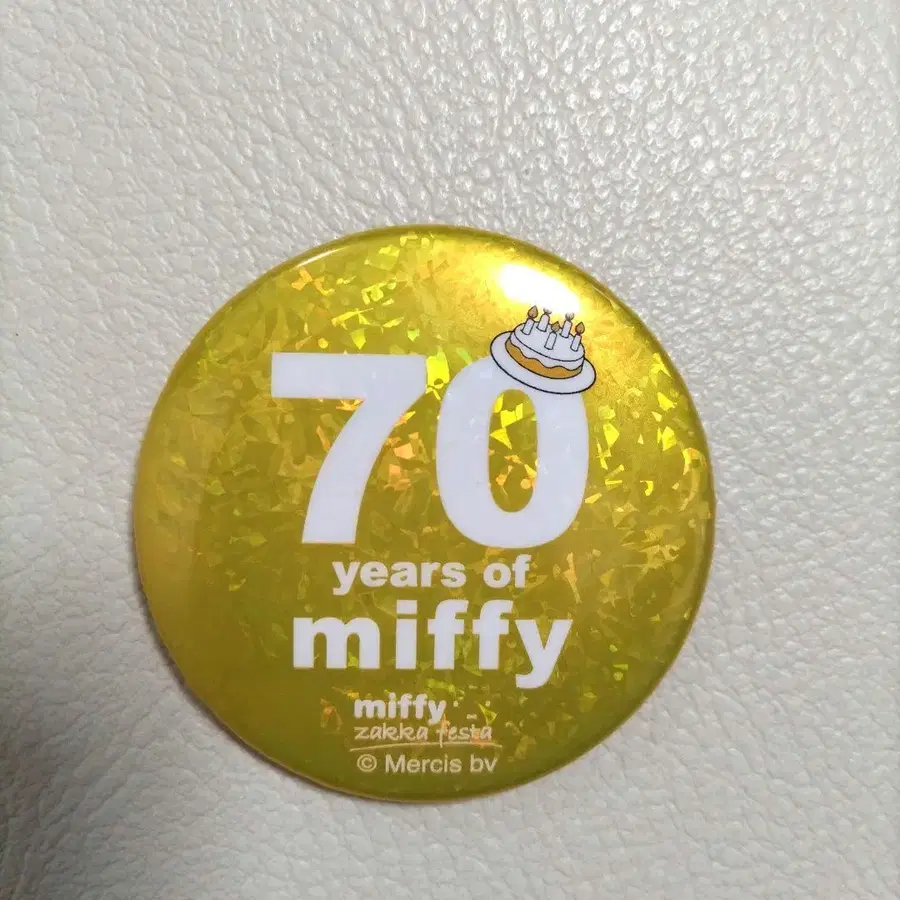 70
years of
miffy
miffy
zakka festa
© Mercis bv